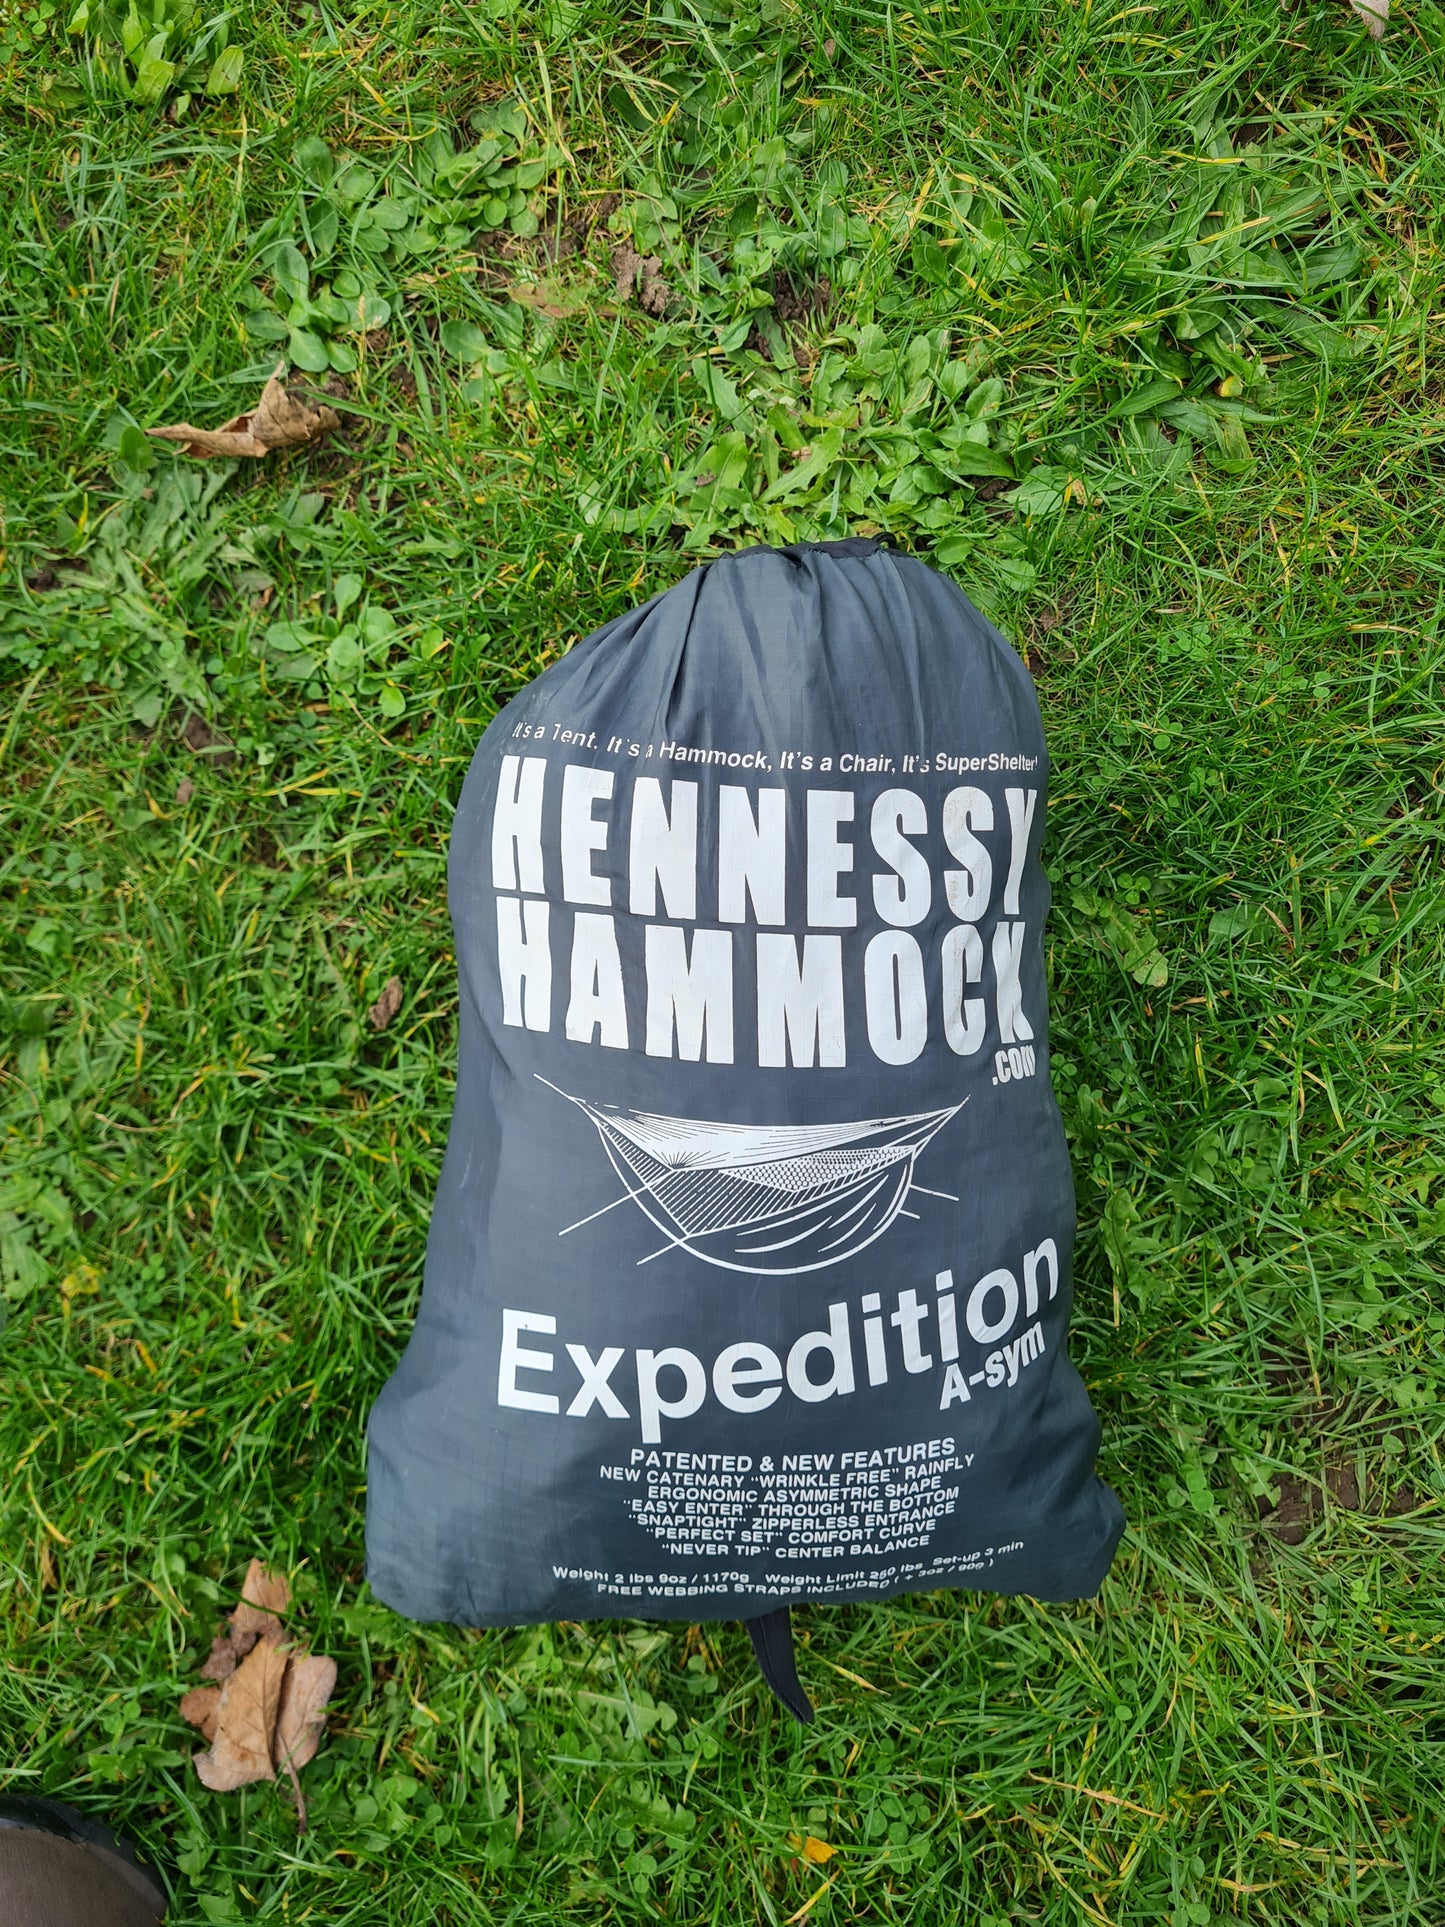 It's a Tent. It's a Hammock, It's a Chair, It's SuperShelter!
HENNESSY
HAMMOCK
.com
Expedition
A-sym
PATENTED & NEW FEATURES
NEW CATENARY "WRINKLE FREE" RAINFLY
ERGONOMIC ASYMMETRIC SHAPE
"EASY ENTER" THROUGH THE BOTTOM
"SNAPTIGHT" ZIPPERLESS ENTRANCE
"PERFECT SET" COMFORT CURVE
"NEVER TIP" CENTER BALANCE
Weight 2 lbs 9oz / 1170g Weight Limit 250 lbs Set-up 3 min
FREE WEBBING STRAPS INCLUDED ( + 3oz / 90g )